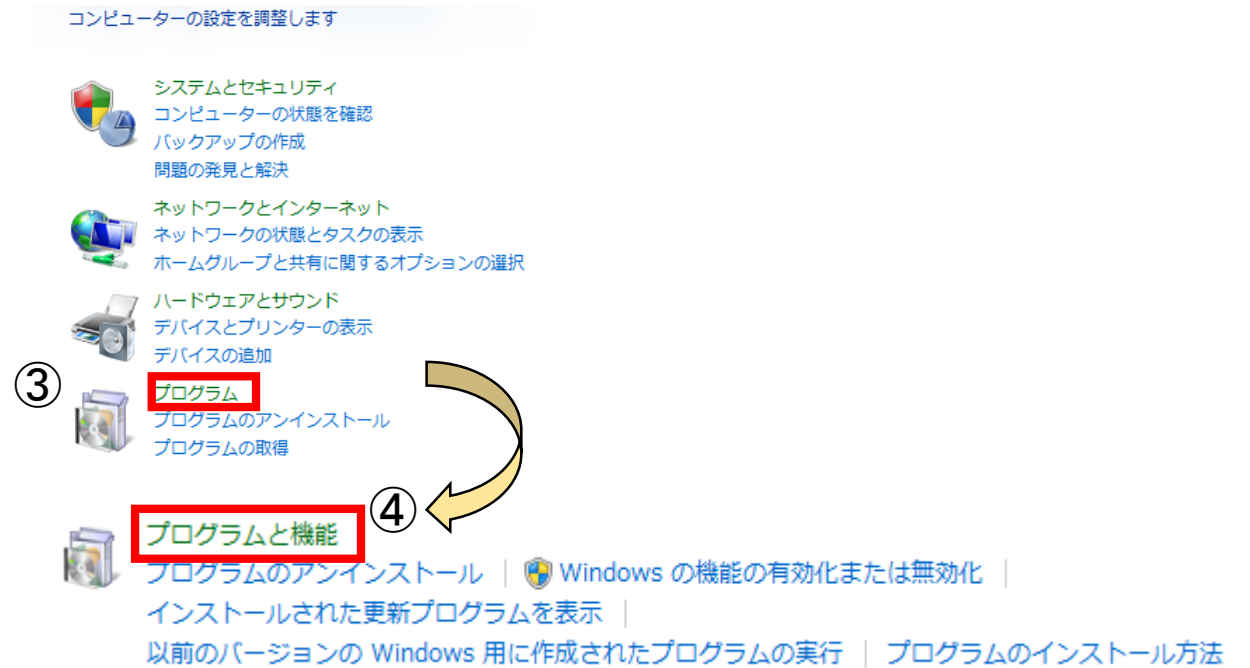 コンピューターの設定を調整します
システムとセキュリティ
コンピューターの状態を確認
バックアップの作成
問題の発見と解決
ネットワークとインターネット
ネットワークの状態とタスクの表示
ホームグループと共有に関するオプションの選択
ハードウェアとサウンド
デバイスとプリンターの表示
デバイスの追加
③ プログラム
プログラムのアンインストール
プログラムの取得
④
プログラムと機能
プログラムのアンインストール | Windows の機能の有効化または無効化 |
インストールされた更新プログラムを表示 |
以前のバージョンの Windows 用に作成されたプログラムの実行 | プログラムのインストール方法